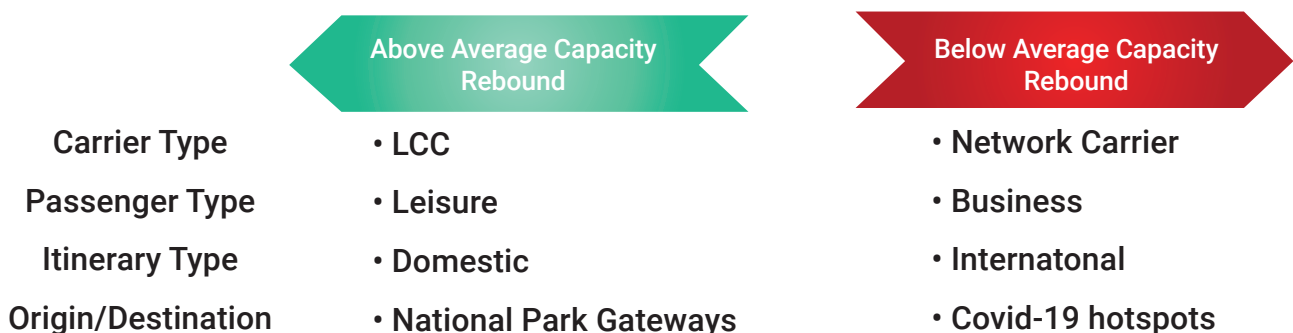 Above Average Capacity
Rebound
Below Average Capacity
Rebound
Carrier Type
• LCC
• Network Carrier
Passenger Type
• Leisure
• Business
Itinerary Type
• Domestic
• Internatonal
Origin/Destination
• National Park Gateways
• Covid-19 hotspots